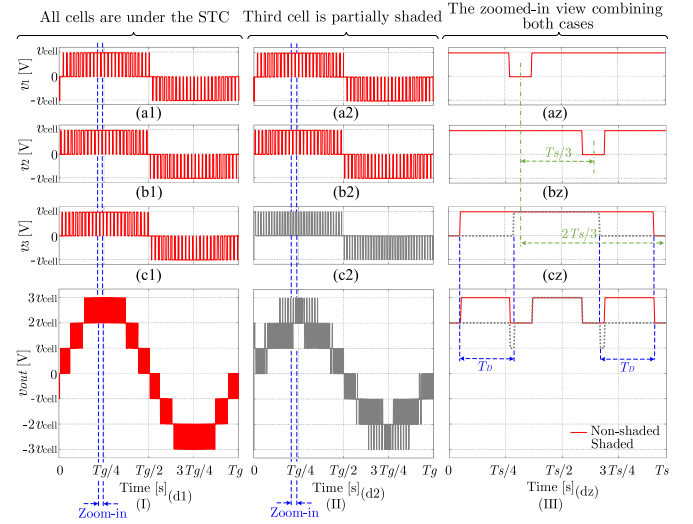 All cells are under the STC
Third cell is partially shaded
The zoomed-in view combining
both cases
v1 [V]
vcell
0
-vcell
(a1)
(a2)
(az)
v2 [V]
vcell
0
-vcell
Ts/3
(b1)
(b2)
(bz)
v3 [V]
vcell
0
-vcell
2Ts/3
(c1)
(c2)
(cz)
vout [V]
3vcell
2vcell
vcell
0
-vcell
-2vcell
-3vcell
TD
TD
Non-shaded
Shaded
0 Tg/4 Tg/2 3Tg/4 Tg
0 Tg/4 Tg/2 3Tg/4 Tg
0 Ts/4 Ts/2 3Ts/4 Ts
Time [s](d1)
Time [s](d2)
Time [s](dz)
(I)
(II)
(III)
Zoom-in
Zoom-in